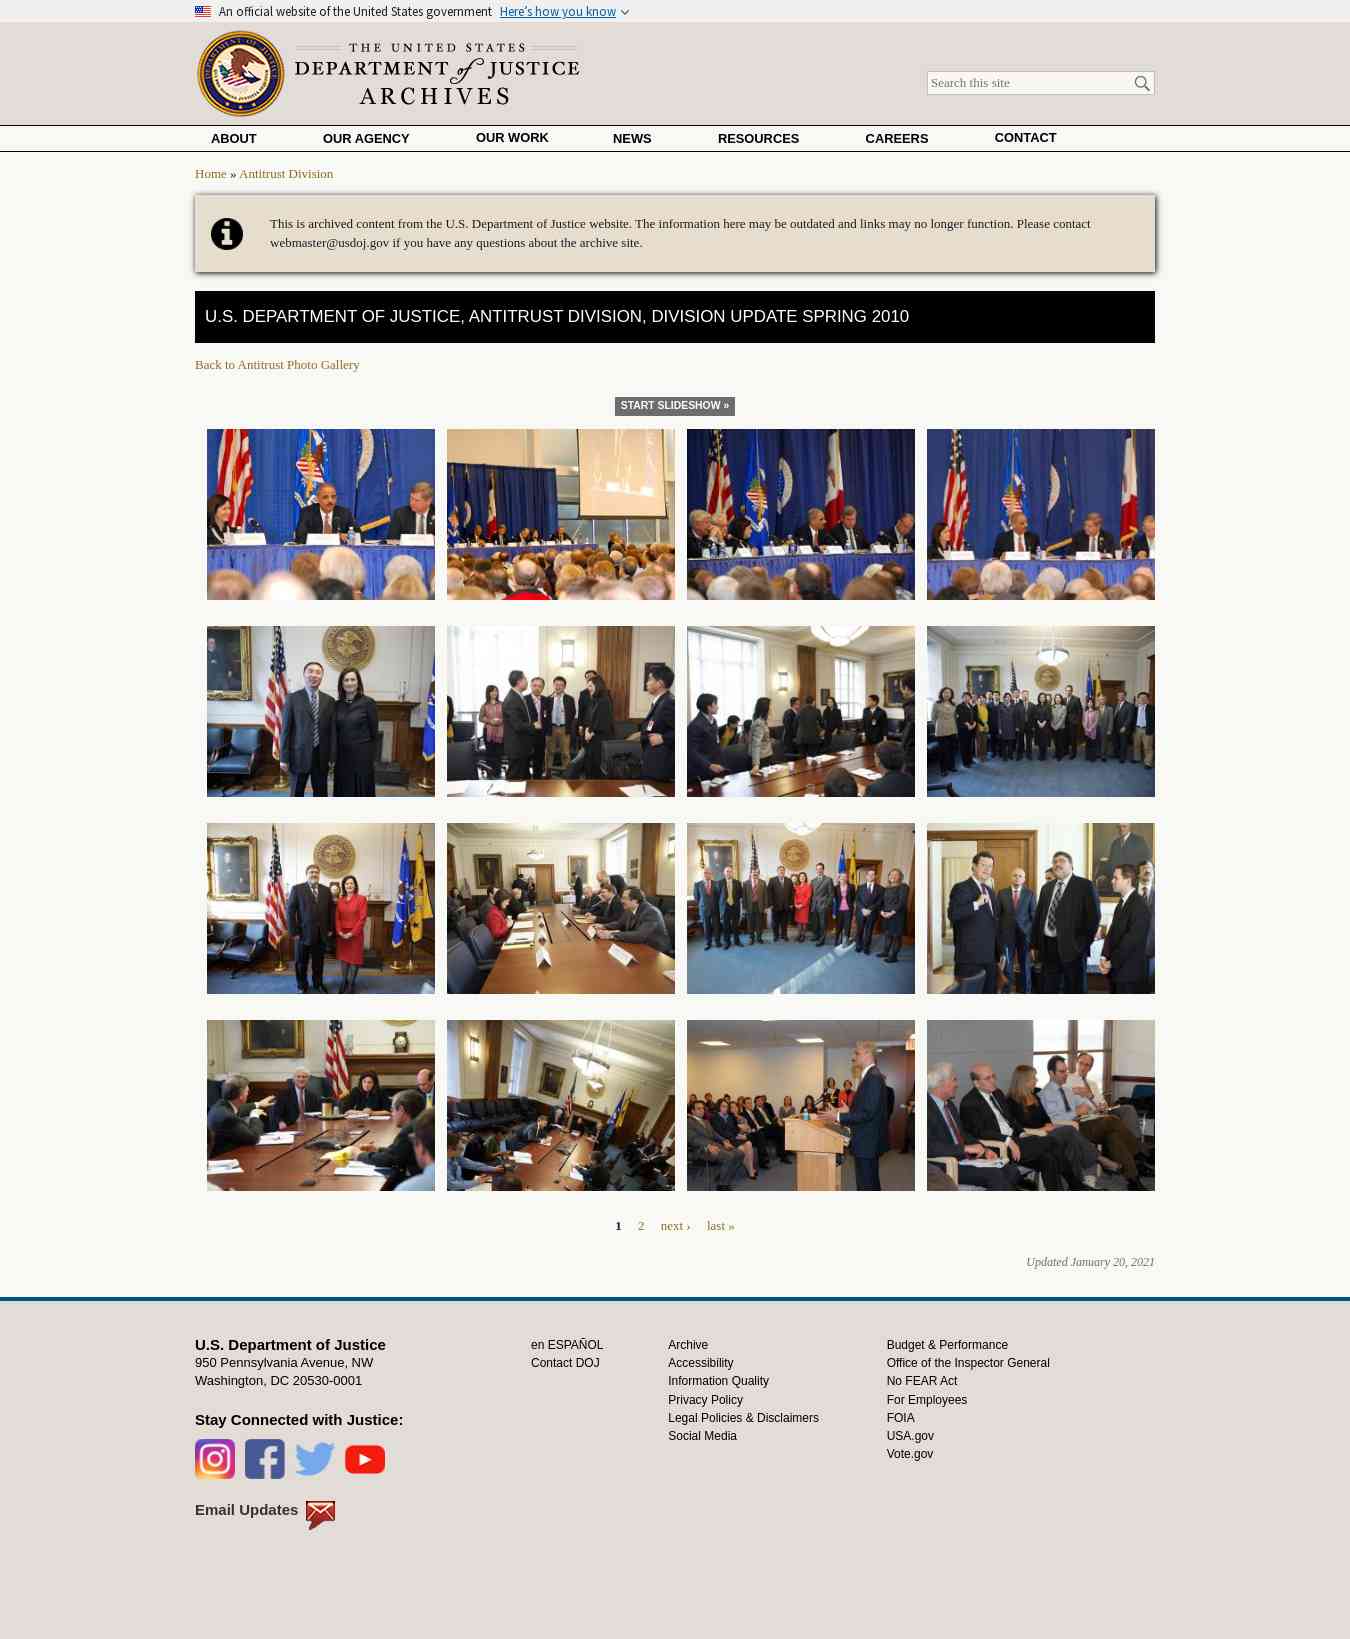 An official website of the United States government Here's how you know
THE UNITED STATES
DEPARTMENT of JUSTICE
ARCHIVES
Search this site
ABOUT OUR AGENCY OUR WORK NEWS RESOURCES CAREERS CONTACT
Home » Antitrust Division
This is archived content from the U.S. Department of Justice website. The information here may be outdated and links may no longer function. Please contact
webmaster@usdoj.gov if you have any questions about the archive site.
U.S. DEPARTMENT OF JUSTICE, ANTITRUST DIVISION, DIVISION UPDATE SPRING 2010
Back to Antitrust Photo Gallery
START SLIDESHOW »
1 2 next › last »
Updated January 20, 2021
U.S. Department of Justice
950 Pennsylvania Avenue, NW
Washington, DC 20530-0001
Stay Connected with Justice:
Email Updates
en ESPAÑOL
Contact DOJ
Archive
Accessibility
Information Quality
Privacy Policy
Legal Policies & Disclaimers
Social Media
Budget & Performance
Office of the Inspector General
No FEAR Act
For Employees
FOIA
USA.gov
Vote.gov